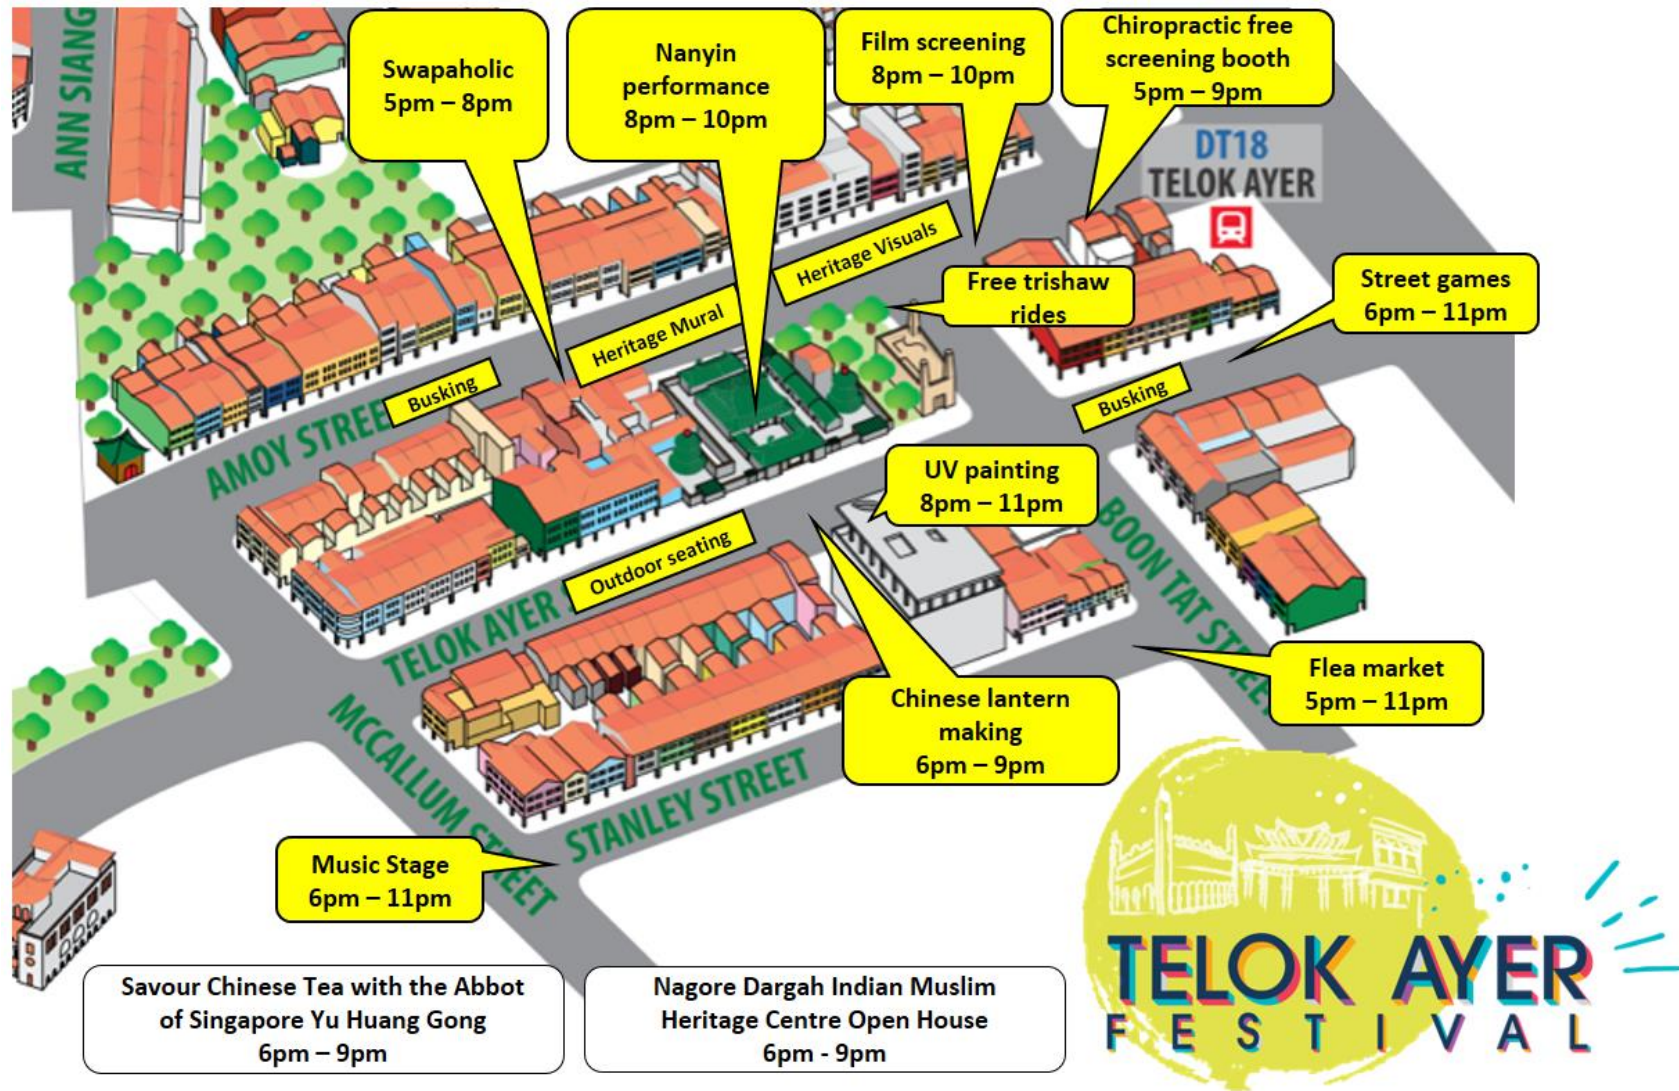 ANN SIANG
Swapaholic
5pm – 8pm
Nanyin
performance
8pm – 10pm
Film screening
8pm – 10pm
Chiropractic free
screening booth
5pm – 9pm
DT18
TELOK AYER
Heritage Visuals
Free trishaw
rides
Street games
6pm – 11pm
Heritage Mural
Busking
Busking
AMOY STREE
UV painting
8pm – 11pm
Outdoor seating
BOON TAT STREE
TELOK AYER
Flea market
5pm – 11pm
Chinese lantern
making
6pm – 9pm
MCCALLUM STREET
STANLEY STREET
Music Stage
6pm – 11pm
Savour Chinese Tea with the Abbot
of Singapore Yu Huang Gong
6pm – 9pm
Nagore Dargah Indian Muslim
Heritage Centre Open House
6pm - 9pm
TELOK AYER
FESTIVAL